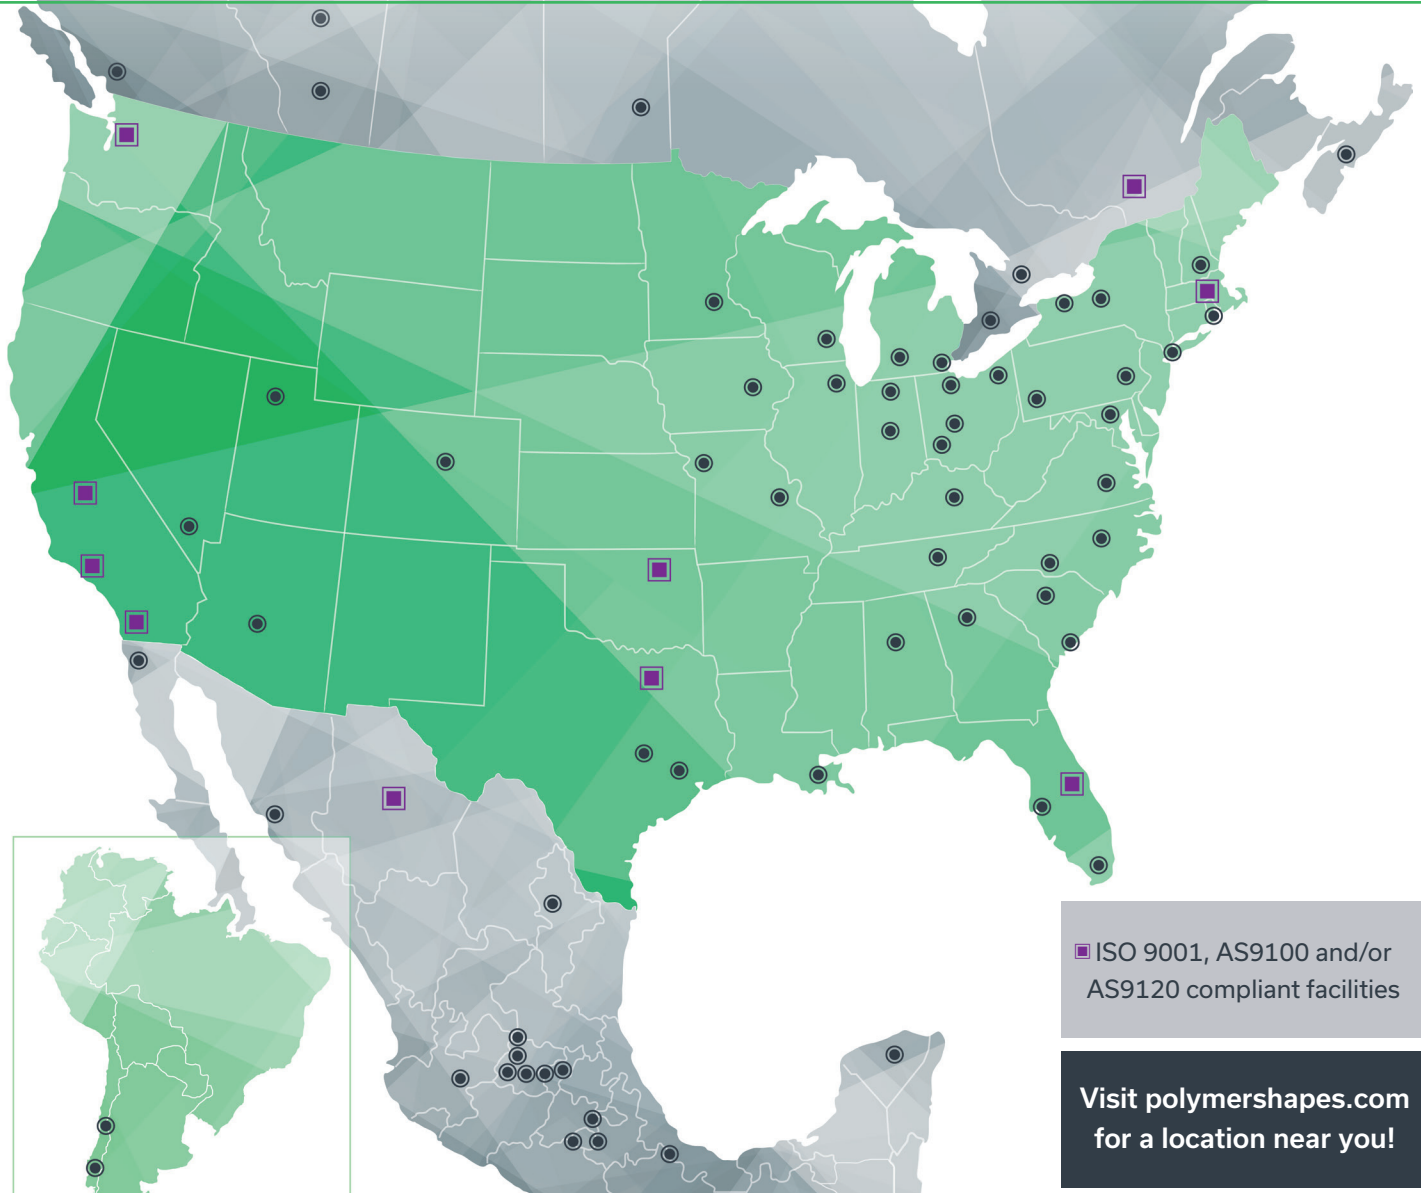 ISO 9001, AS9100 and/or
AS9120 compliant facilities
Visit polymershapes.com
for a location near you!